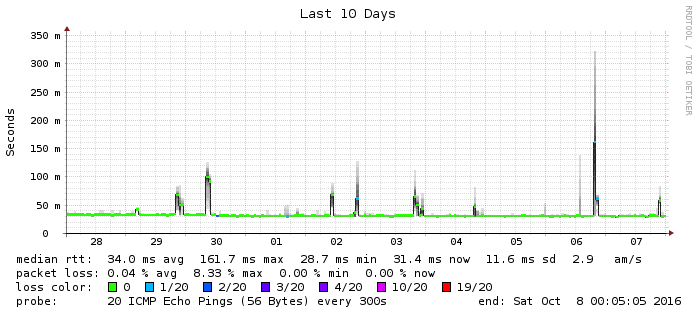 Last 10 Days
RRDTOOL / TOBI OETIKER
Seconds
350 m
300 m
250 m
200 m
150 m
100 m
50 m
0
28 29 30 01 02 03 04 05 06 07
median rtt: 34.0 ms avg 161.7 ms max 28.7 ms min 31.4 ms now 11.6 ms sd 2.9 am/s
packet loss: 0.04 % avg 8.33 % max 0.00 % min 0.00 % now
loss color: 0 1/20 2/20 3/20 4/20 10/20 19/20
probe: 20 ICMP Echo Pings (56 Bytes) every 300s end: Sat Oct 8 00:05:05 2016